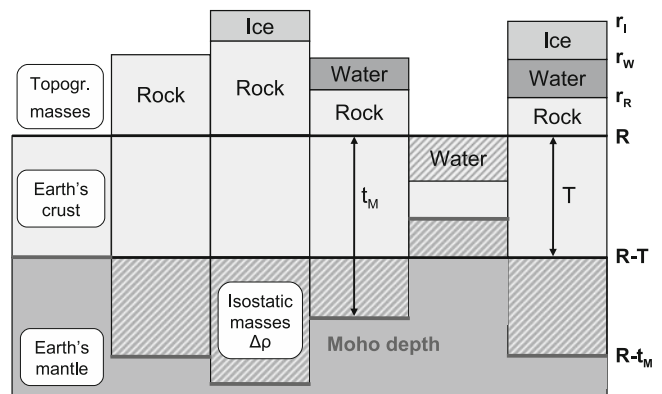 Ice
Ice
r_I
Water
Water
r_W
Topogr.
masses
Rock
Rock
Rock
Rock
r_R
R
Water
Earth's
crust
t_M
T
R-T
Isostatic
masses
Δρ
Earth's
mantle
Moho depth
R-t_M